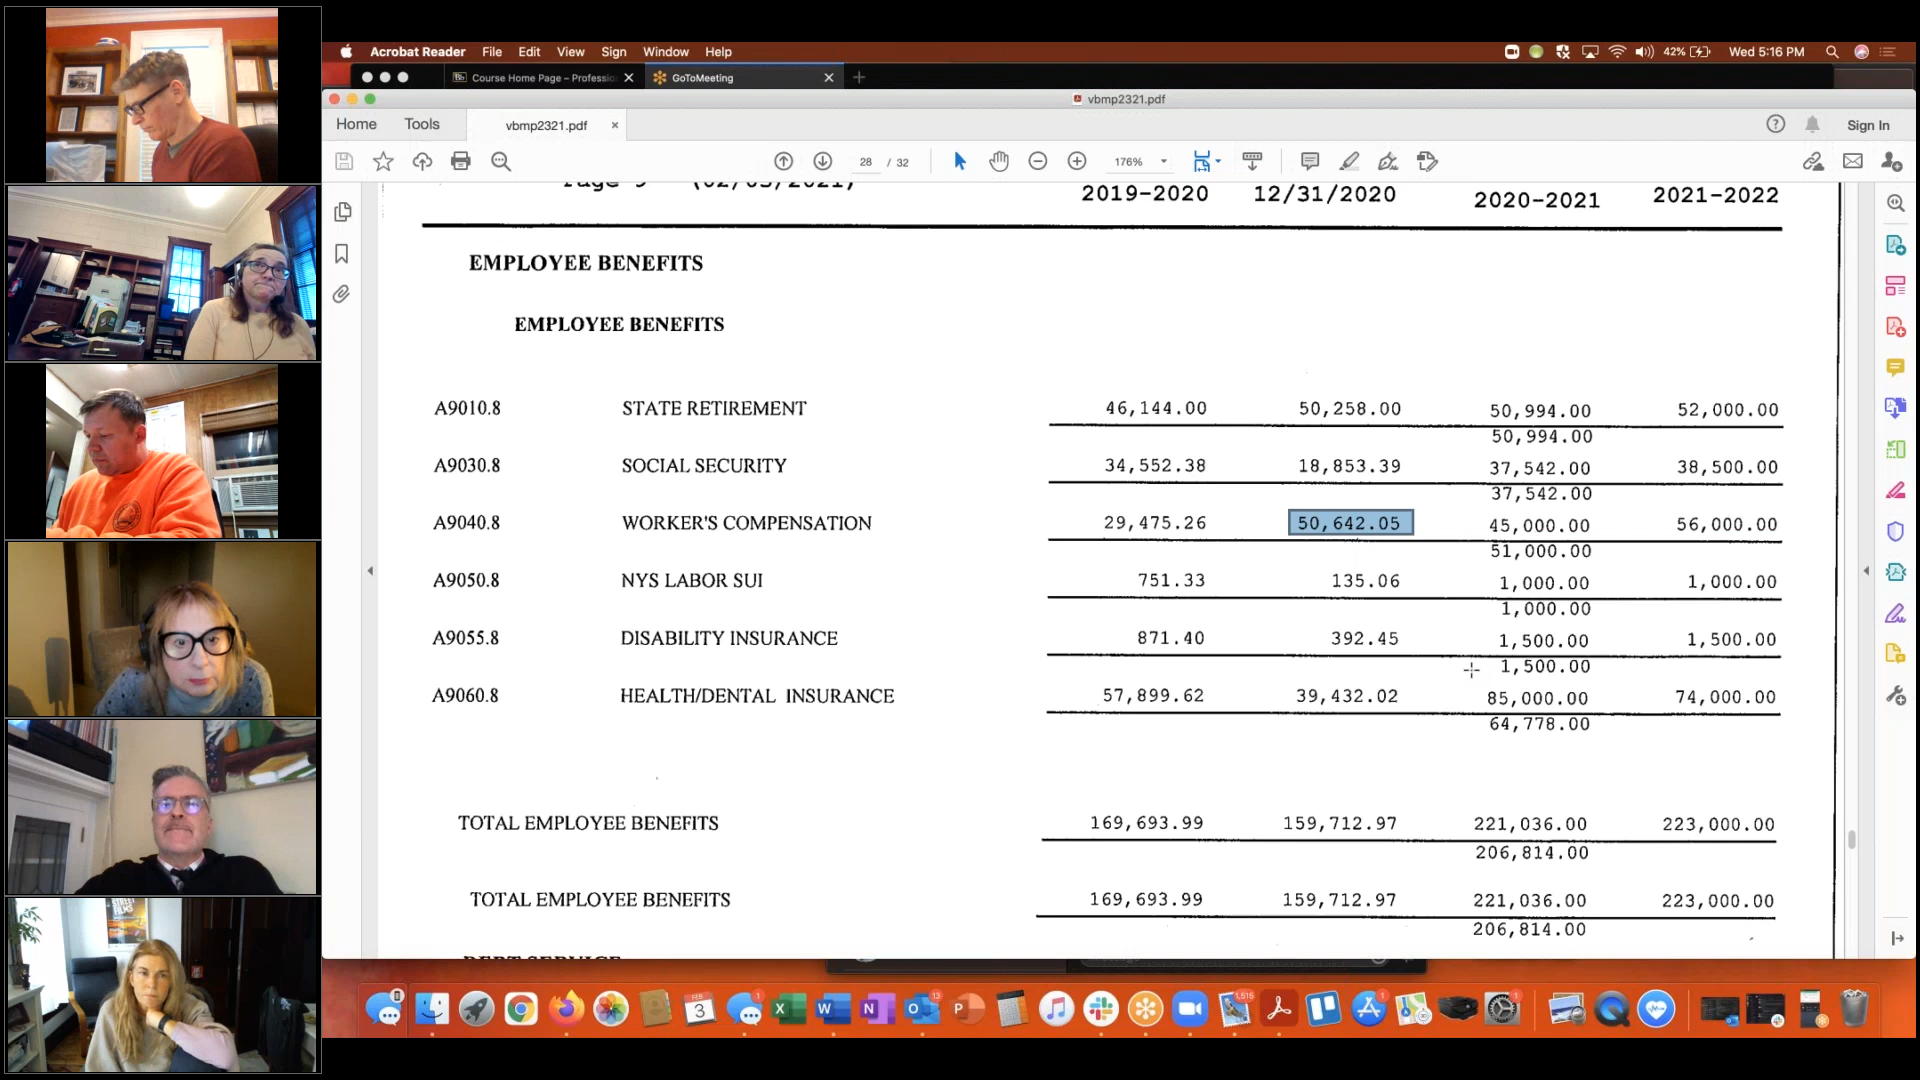 Acrobat Reader File Edit View Sign Window Help 42% Wed 5:16 PM
Course Home Page – Professio GoToMeeting
vbmp2321.pdf
Home Tools vbmp2321.pdf Sign In
28 / 32 176%
Page 9 (02/03/2021) 2019-2020 12/31/2020 2020-2021 2021-2022
EMPLOYEE BENEFITS
EMPLOYEE BENEFITS
A9010.8 STATE RETIREMENT 46,144.00 50,258.00 50,994.00 52,000.00
50,994.00
A9030.8 SOCIAL SECURITY 34,552.38 18,853.39 37,542.00 38,500.00
37,542.00
A9040.8 WORKER'S COMPENSATION 29,475.26 50,642.05 45,000.00 56,000.00
51,000.00
A9050.8 NYS LABOR SUI 751.33 135.06 1,000.00 1,000.00
1,000.00
A9055.8 DISABILITY INSURANCE 871.40 392.45 1,500.00 1,500.00
1,500.00
A9060.8 HEALTH/DENTAL INSURANCE 57,899.62 39,432.02 85,000.00 74,000.00
64,778.00
TOTAL EMPLOYEE BENEFITS 169,693.99 159,712.97 221,036.00 223,000.00
206,814.00
TOTAL EMPLOYEE BENEFITS 169,693.99 159,712.97 221,036.00 223,000.00
206,814.00
DEBT SERVICE
FEB
3